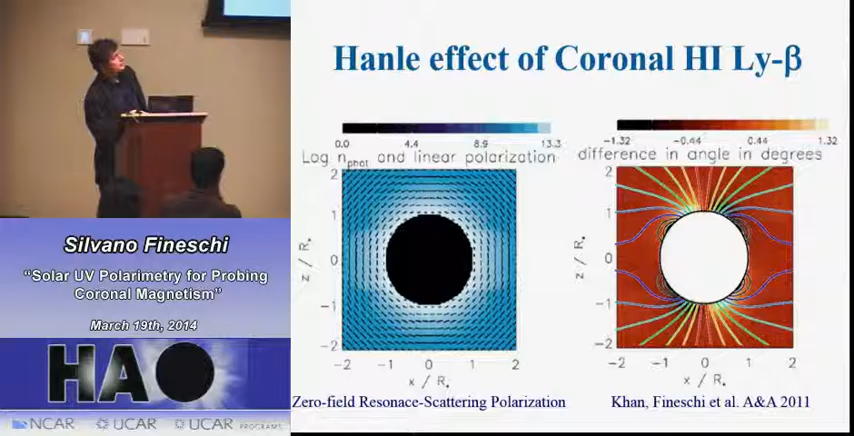 Hanle effect of Coronal HI Ly-β
0.0 4.4 8.9 13.3
Log n_phot and linear polarization
2
1
0
−1
−2
z / R.
−2 −1 0 1 2
x / R.
Zero-field Resonace-Scattering Polarization
−1.32 −0.44 0.44 1.32
difference in angle in degrees
2
1
0
−1
−2
z / R.
−2 −1 0 1 2
x / R.
Khan, Fineschi et al. A&A 2011
Silvano Fineschi
“Solar UV Polarimetry for Probing
Coronal Magnetism”
March 19th, 2014
HAO
NCAR UCAR UCAR PROGRAMS